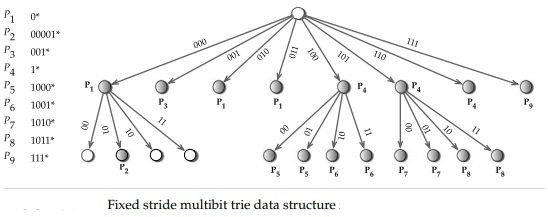 P1 0*
P2 00001*
P3 001*
P4 1*
P5 1000*
P6 1001*
P7 1010*
P8 1011*
P9 111*
000 001 010 011 100 101 110 111
P1 P3 P1 P1 P4 P4 P4 P9
00 01 10 11 00 01 10 11 00 01 10 11
P2 P5 P5 P6 P6 P7 P7 P8 P8
Fixed stride multibit trie data structure